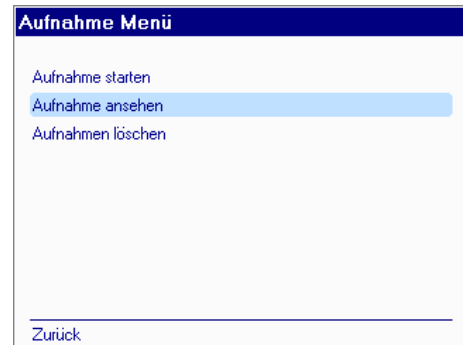 Aufnahme Menü
Aufnahme starten
Aufnahme ansehen
Aufnahmen löschen
Zurück